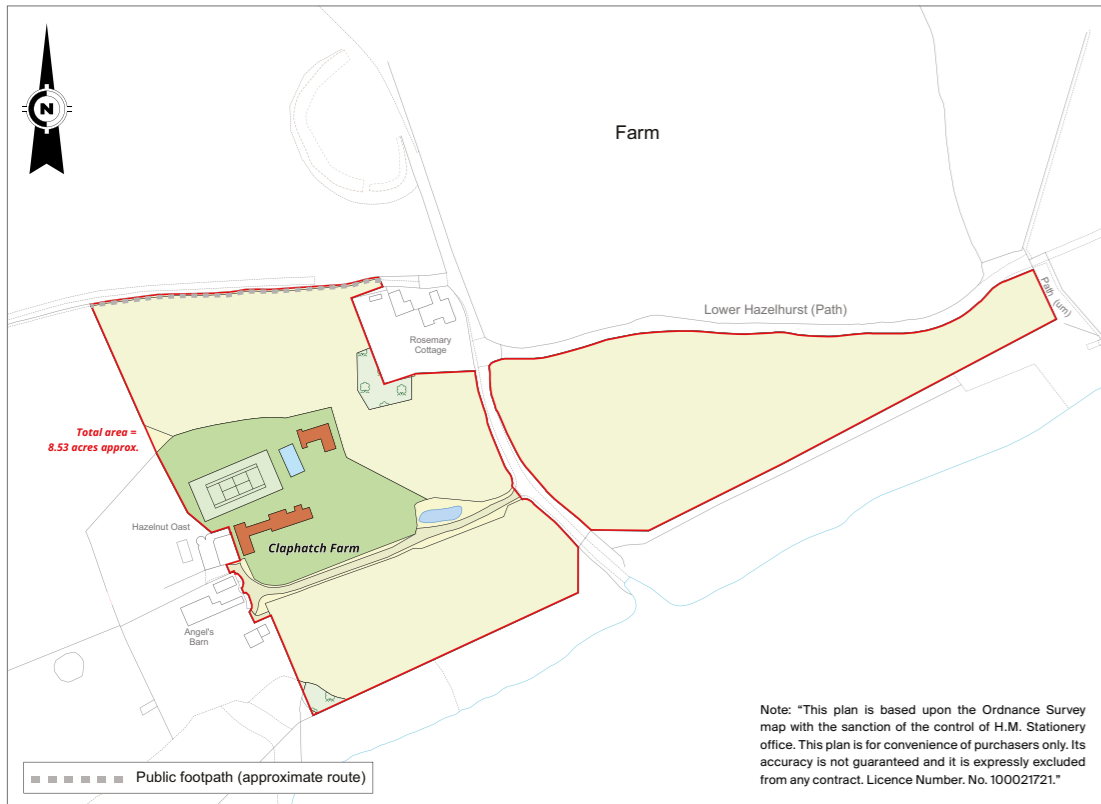 N
Farm
Path (um)
Lower Hazelhurst (Path)
Rosemary
Cottage
Total area =
8.53 acres approx.
Hazelnut Oast
Claphatch Farm
Angel's
Barn
Note: “This plan is based upon the Ordnance Survey
map with the sanction of the control of H.M. Stationery
office. This plan is for convenience of purchasers only. Its
accuracy is not guaranteed and it is expressly excluded
from any contract. Licence Number. No. 100021721.”
Public footpath (approximate route)